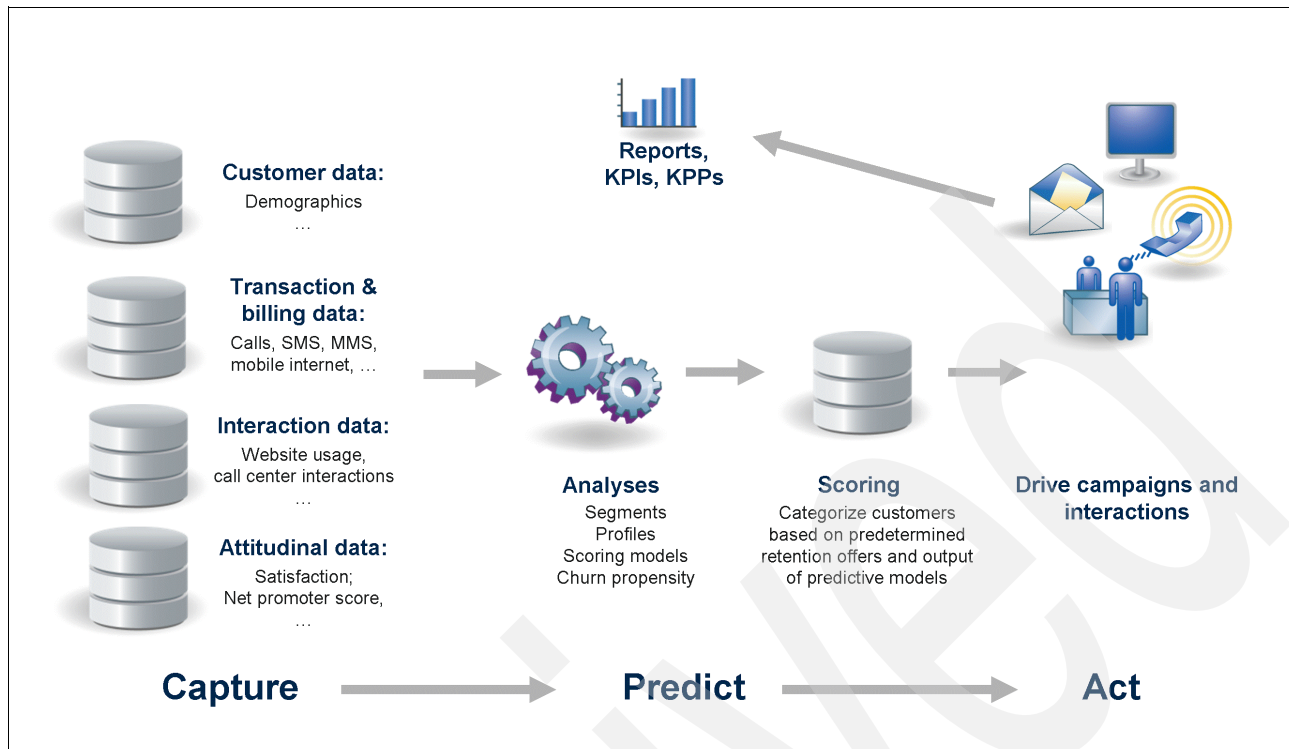 Reports,
KPIs, KPPs
Customer data:
Demographics
…
Transaction &
billing data:
Calls, SMS, MMS,
mobile internet, …
Interaction data:
Website usage,
call center interactions
…
Attitudinal data:
Satisfaction;
Net promoter score,
…
Analyses
Segments
Profiles
Scoring models
Churn propensity
Scoring
Categorize customers
based on predetermined
retention offers and output
of predictive models
Drive campaigns and
interactions
Capture
Predict
Act